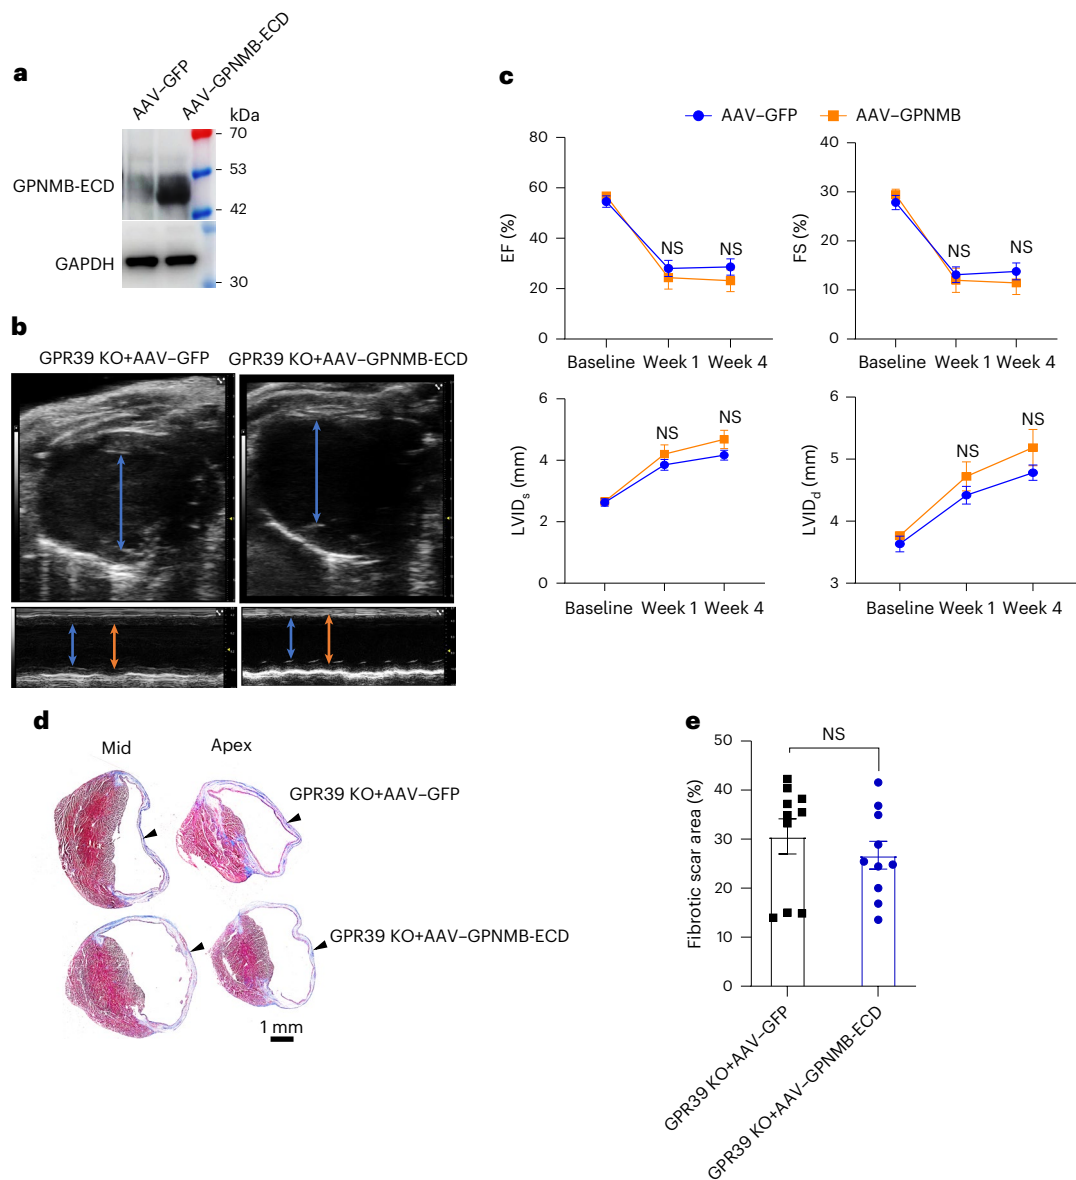 a
AAV–GFP
AAV–GPNMB-ECD
kDa
70
53
42
30
GPNMB-ECD
GAPDH
b
GPR39 KO+AAV–GFP
GPR39 KO+AAV–GPNMB-ECD
c
AAV–GFP
AAV–GPNMB
EF (%)
80
60
40
20
0
NS
NS
Baseline
Week 1
Week 4
FS (%)
40
30
20
10
0
NS
NS
Baseline
Week 1
Week 4
LVIDs (mm)
6
4
2
0
NS
NS
Baseline
Week 1
Week 4
LVIDd (mm)
6
5
4
3
NS
NS
Baseline
Week 1
Week 4
d
Mid
Apex
GPR39 KO+AAV–GFP
GPR39 KO+AAV–GPNMB-ECD
1 mm
e
Fibrotic scar area (%)
50
40
30
20
10
0
NS
GPR39 KO+AAV–GFP
GPR39 KO+AAV–GPNMB-ECD